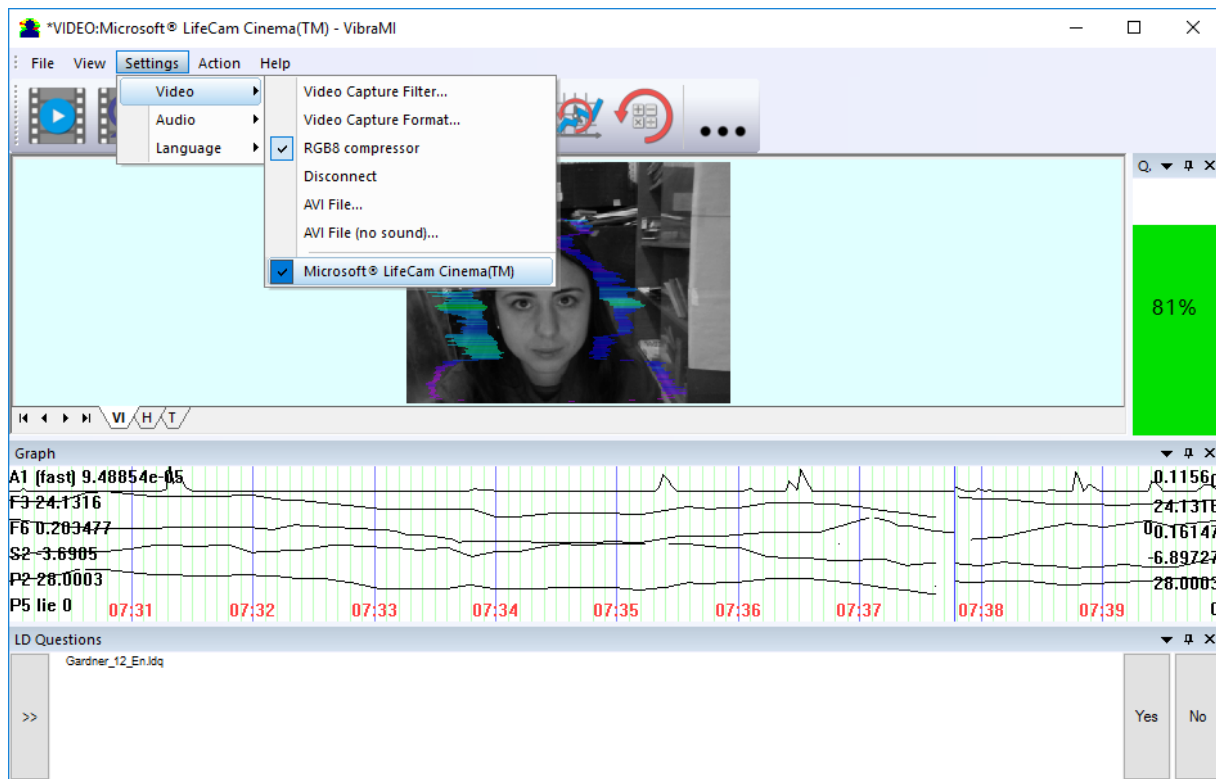 *VIDEO:Microsoft® LifeCam Cinema(TM) - VibraMI
File View Settings Action Help
Video
Audio
Language
Video Capture Filter...
Video Capture Format...
RGB8 compressor
Disconnect
AVI File...
AVI File (no sound)...
Microsoft® LifeCam Cinema(TM)
Q,
81%
VI H T
Graph
A1 (fast) 9.48854e-05 0.1156
F3 24.1316 24.1316
F6 0.203477 0.16147
S2 -3.6905 -6.89727
P2 28.0003 28.0003
P5 lie 0
07:31 07:32 07:33 07:34 07:35 07:36 07:37 07:38 07:39
LD Questions
Gardner_12_En.ldq
>> Yes No